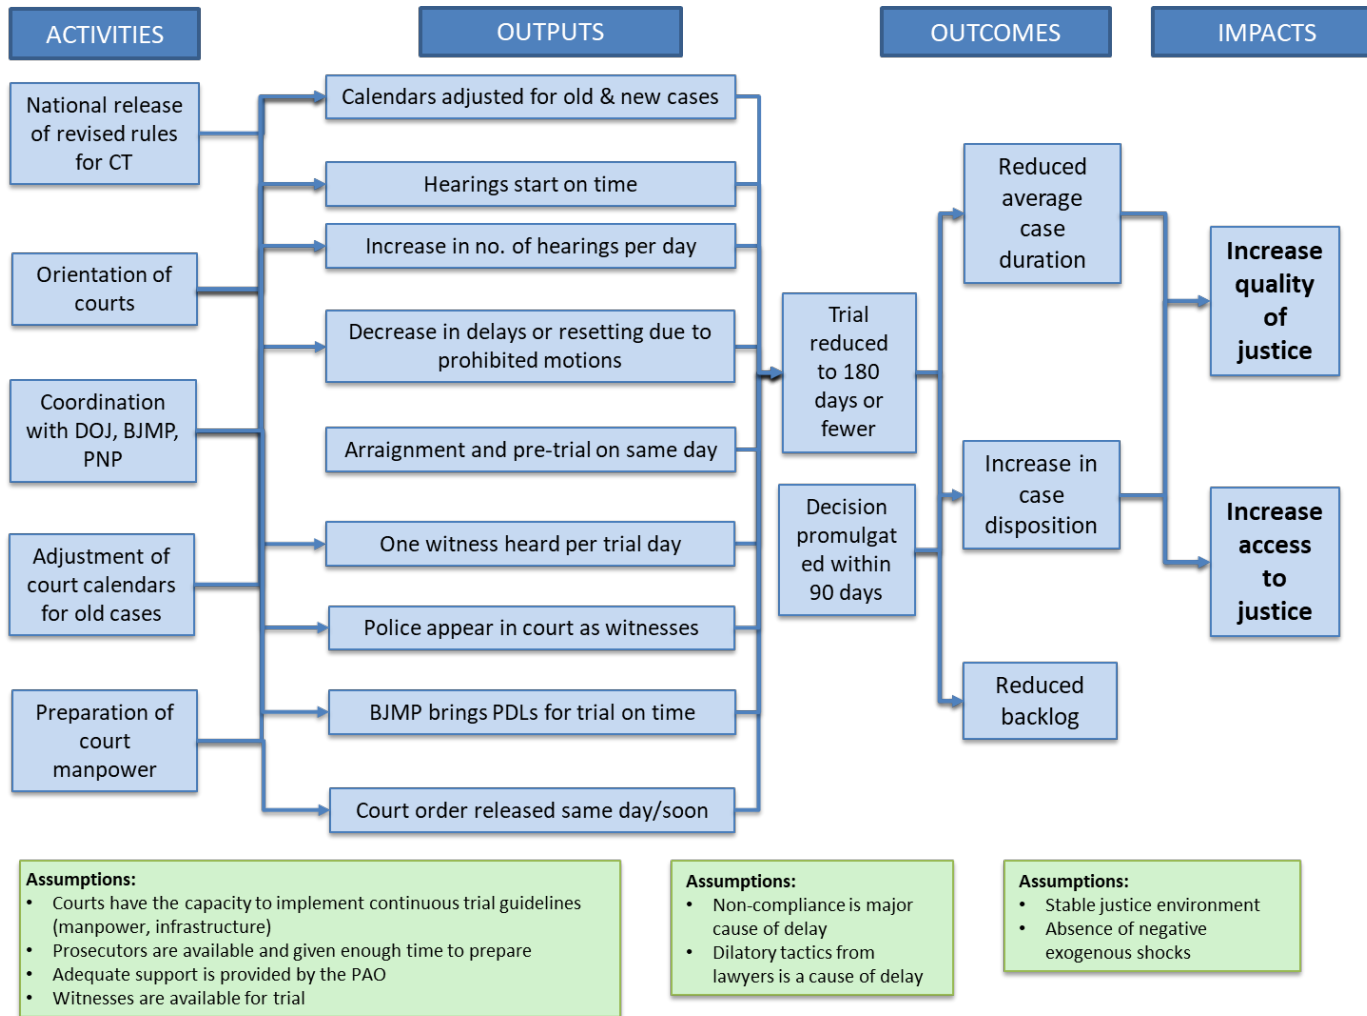 ACTIVITIES
OUTPUTS
OUTCOMES
IMPACTS
National release
of revised rules
for CT
Orientation of
courts
Coordination
with DOJ, BJMP,
PNP
Adjustment of
court calendars
for old cases
Preparation of
court
manpower
Calendars adjusted for old & new cases
Hearings start on time
Increase in no. of hearings per day
Decrease in delays or resetting due to
prohibited motions
Arraignment and pre-trial on same day
One witness heard per trial day
Police appear in court as witnesses
BJMP brings PDLs for trial on time
Court order released same day/soon
Trial
reduced
to 180
days or
fewer
Decision
promulgat
ed within
90 days
Reduced
average
case
duration
Increase in
case
disposition
Reduced
backlog
Increase
quality
of
justice
Increase
access
to
justice
Assumptions:
• Courts have the capacity to implement continuous trial guidelines
(manpower, infrastructure)
• Prosecutors are available and given enough time to prepare
• Adequate support is provided by the PAO
• Witnesses are available for trial
Assumptions:
• Non-compliance is major
cause of delay
• Dilatory tactics from
lawyers is a cause of delay
Assumptions:
• Stable justice environment
• Absence of negative
exogenous shocks